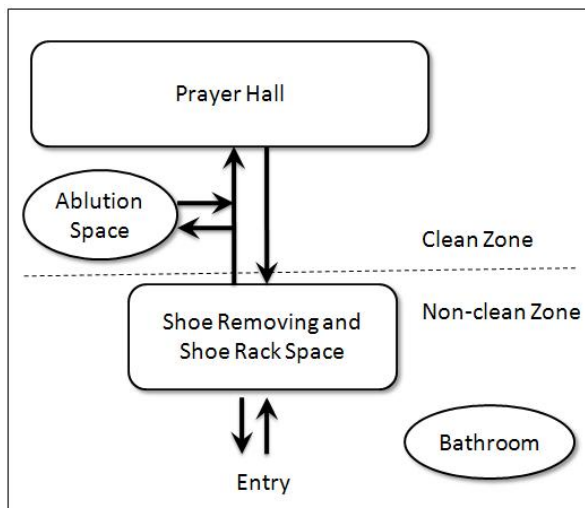 Prayer Hall
Ablution
Space
Clean Zone
Non-clean Zone
Shoe Removing and
Shoe Rack Space
Bathroom
Entry